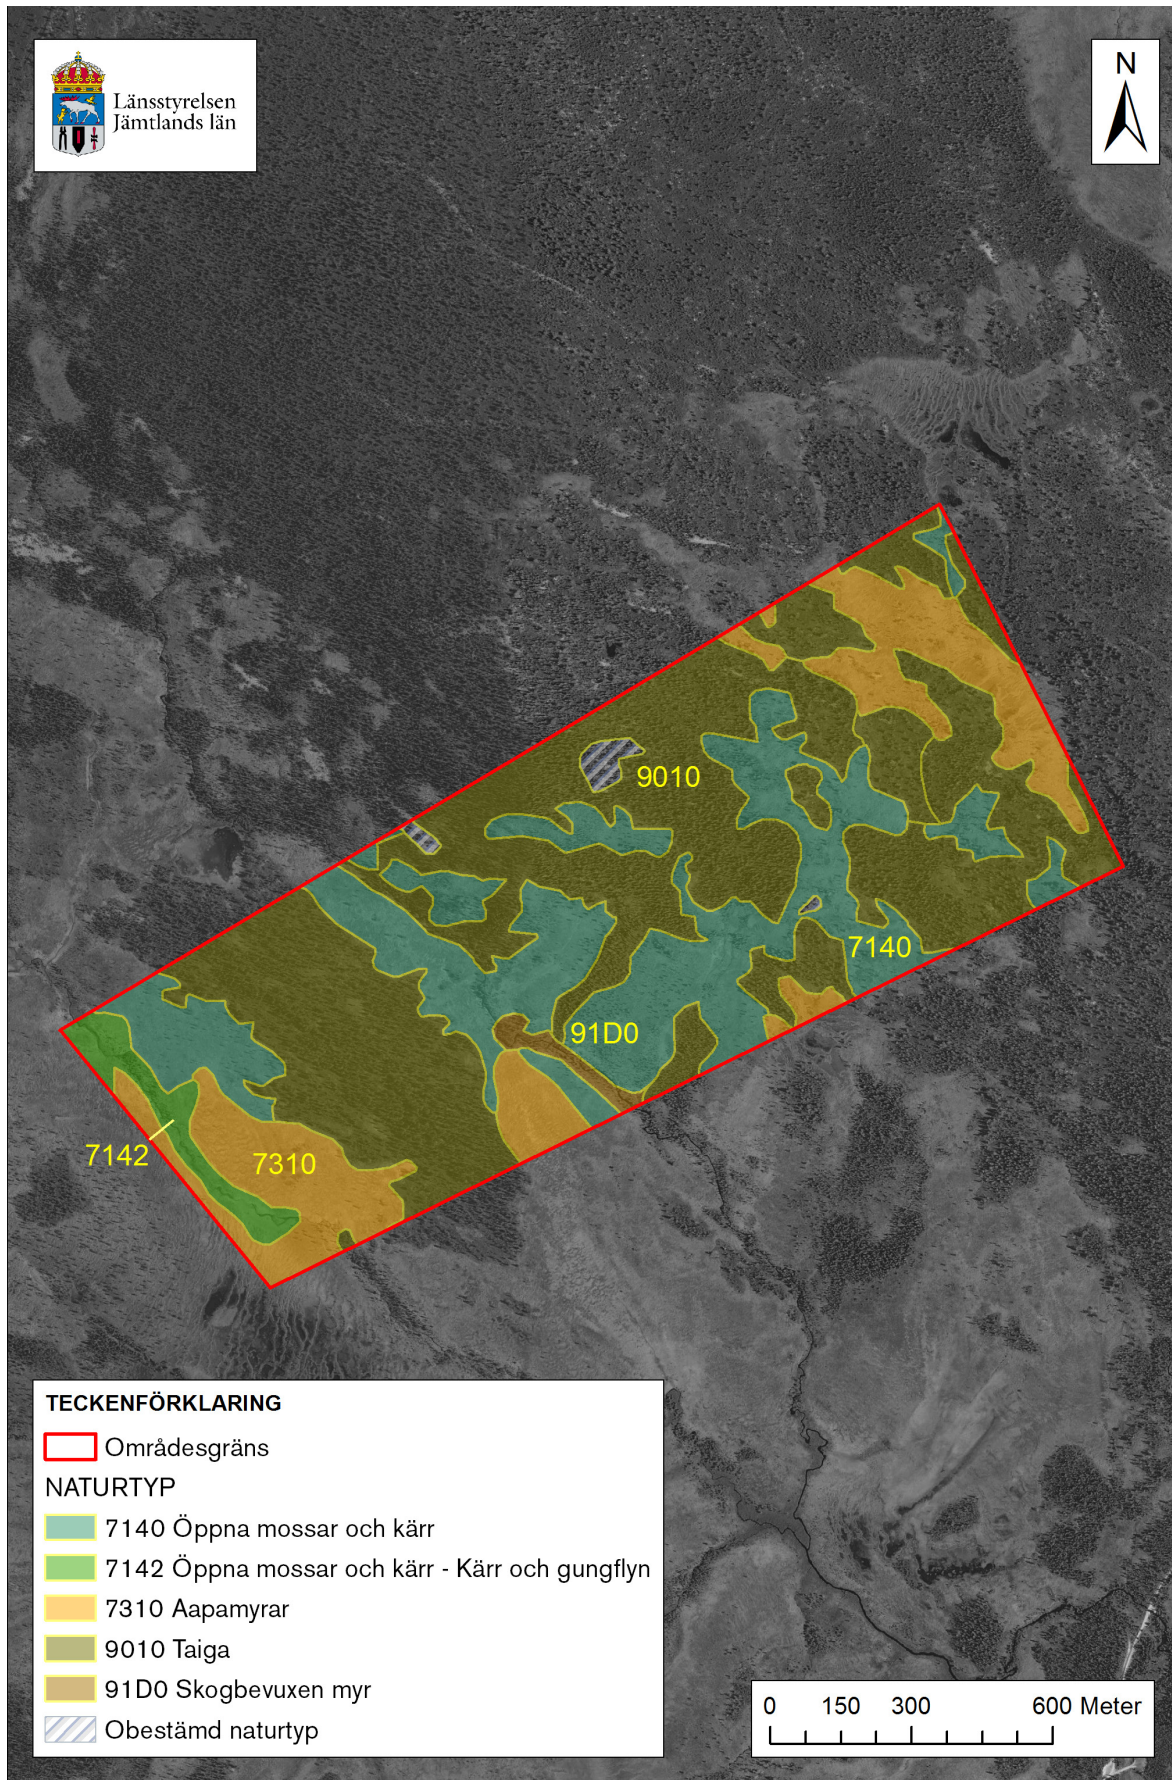 Länsstyrelsen
Jämtlands län
N
9010
7140
91D0
7142
7310
TECKENFÖRKLARING
Områdesgräns
NATURTYP
7140 Öppna mossar och kärr
7142 Öppna mossar och kärr - Kärr och gungflyn
7310 Aapamyrar
9010 Taiga
91D0 Skogbevuxen myr
Obestämd naturtyp
0 150 300 600 Meter